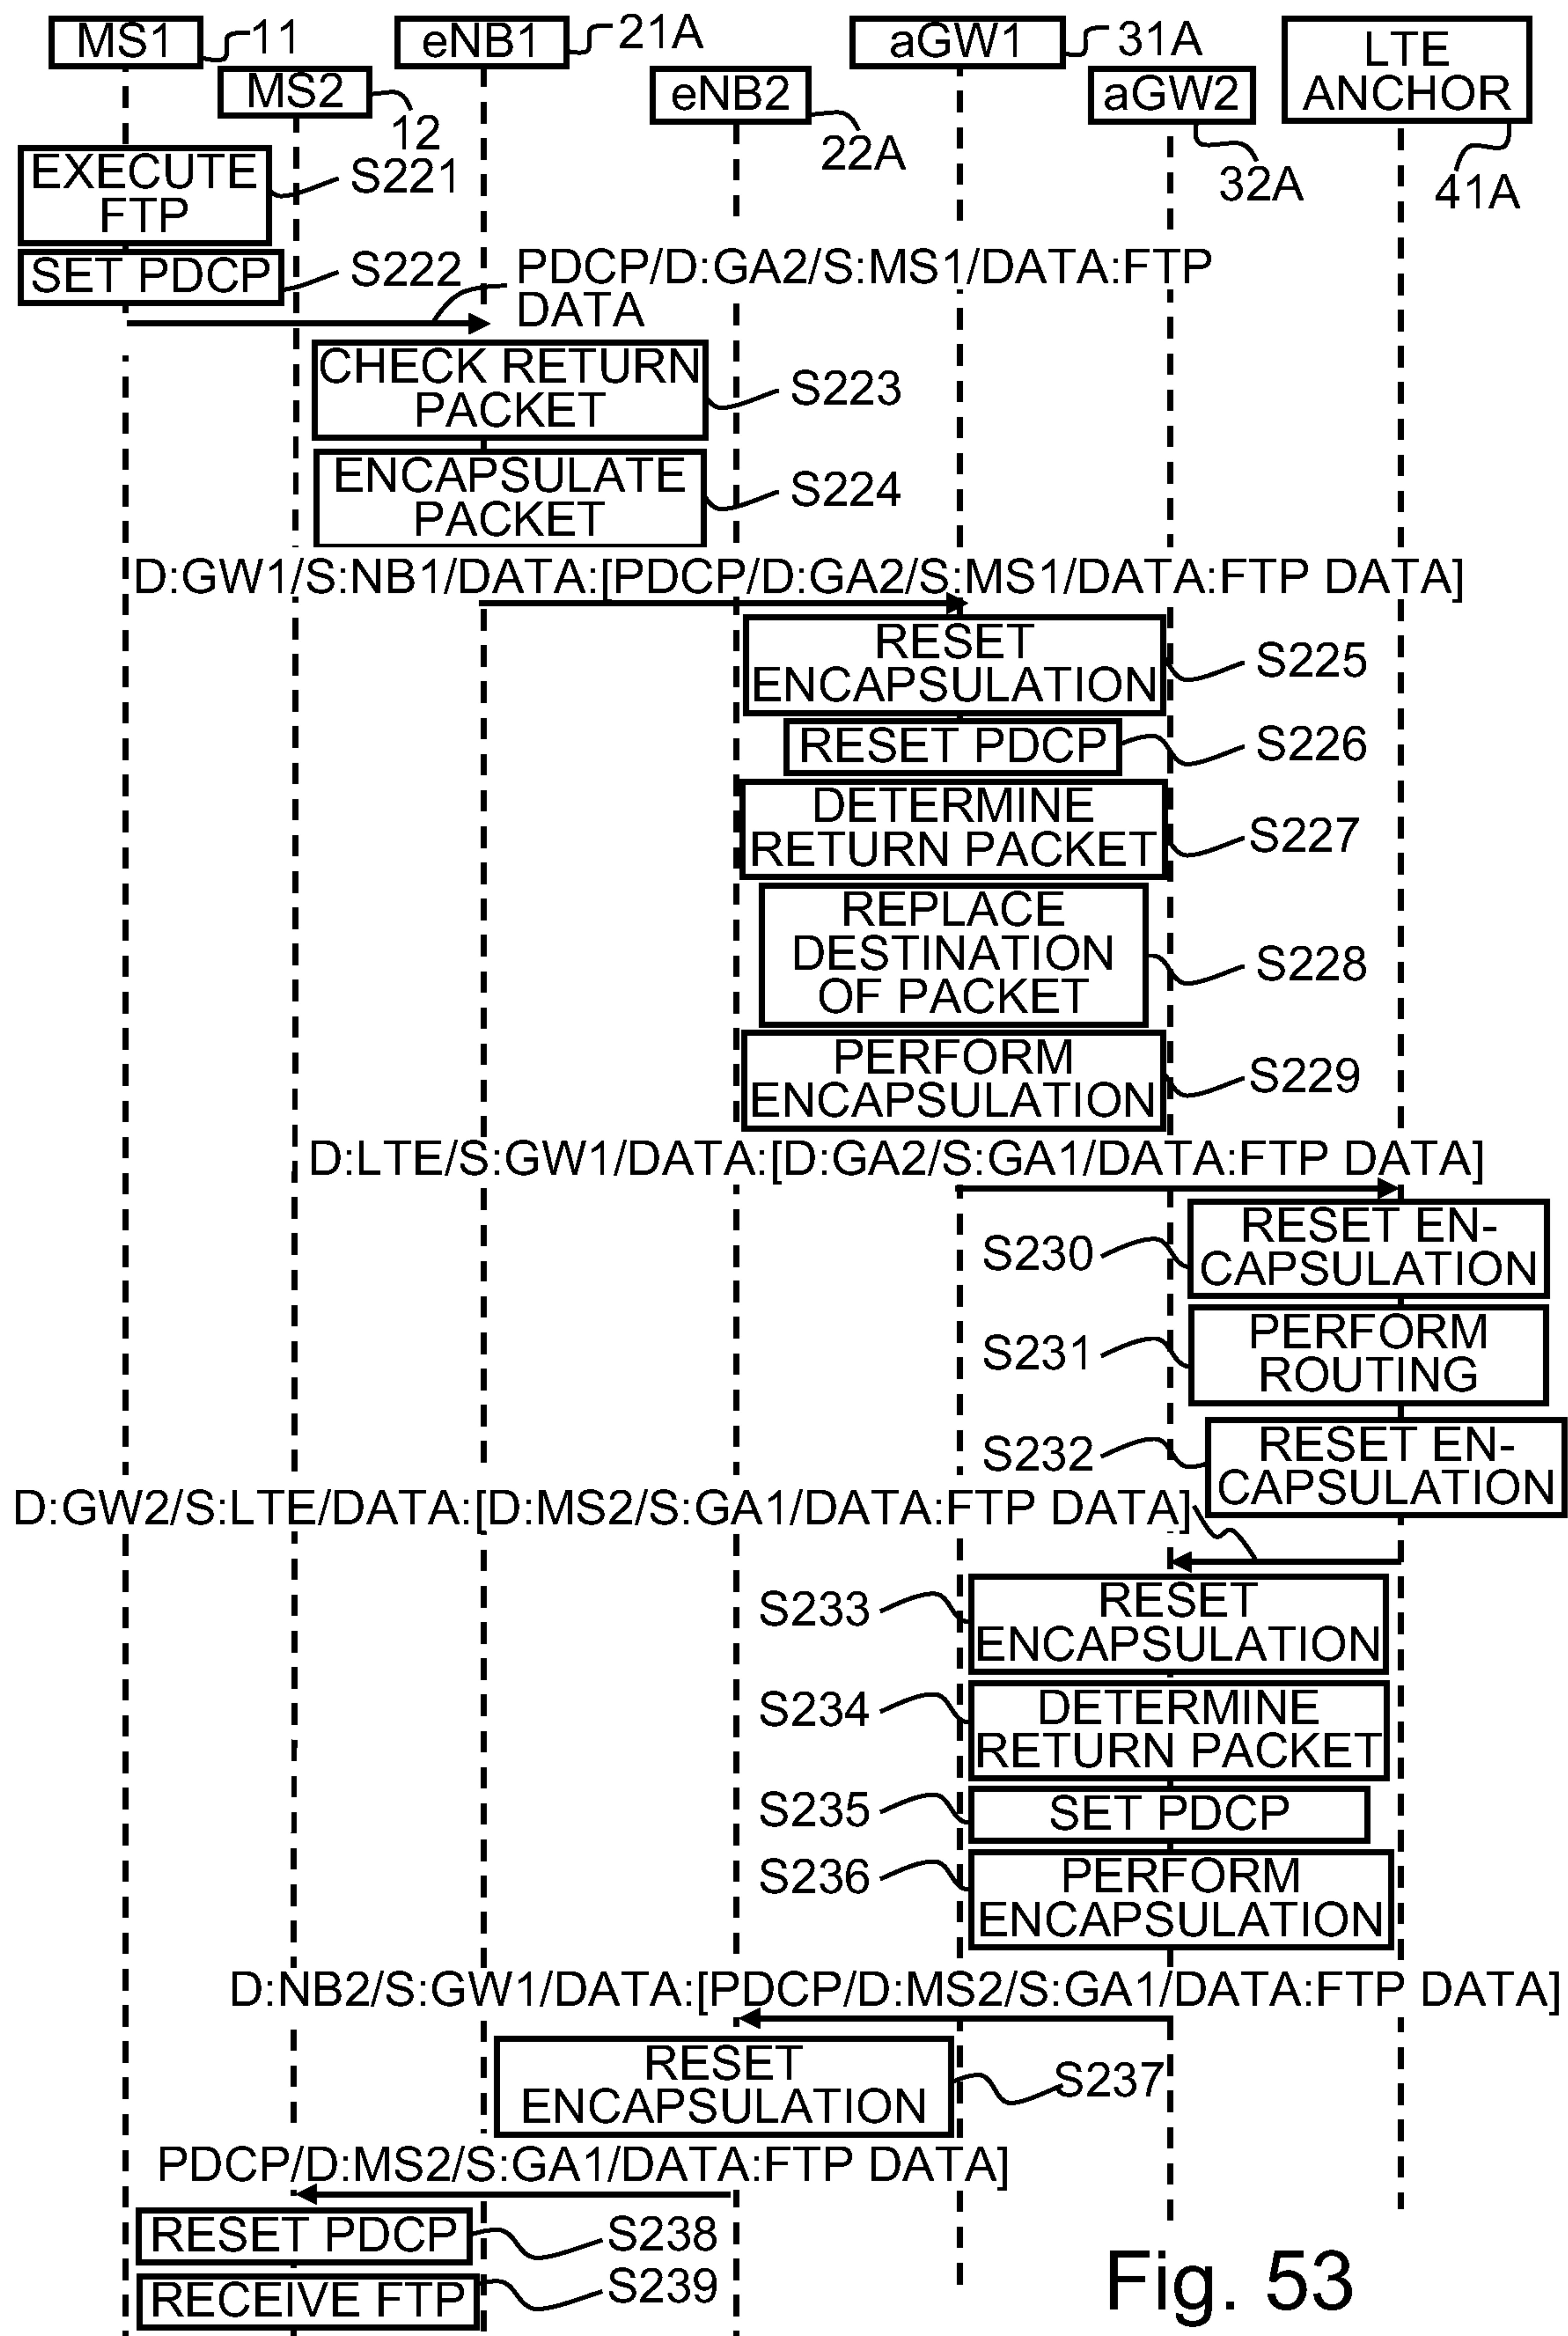 MS1
11
eNB1
21A
aGW1
31A
LTE
ANCHOR
MS2
12
eNB2
22A
aGW2
32A
41A
EXECUTE
FTP
S221
SET PDCP
S222
PDCP/D:GA2/S:MS1/DATA:FTP
DATA
CHECK RETURN
PACKET
S223
ENCAPSULATE
PACKET
S224
D:GW1/S:NB1/DATA:[PDCP/D:GA2/S:MS1/DATA:FTP DATA]
RESET
ENCAPSULATION
S225
RESET PDCP
S226
DETERMINE
RETURN PACKET
S227
REPLACE
DESTINATION
OF PACKET
S228
PERFORM
ENCAPSULATION
S229
D:LTE/S:GW1/DATA:[D:GA2/S:GA1/DATA:FTP DATA]
S230
RESET EN-
CAPSULATION
S231
PERFORM
ROUTING
S232
RESET EN-
CAPSULATION
D:GW2/S:LTE/DATA:[D:MS2/S:GA1/DATA:FTP DATA]
S233
RESET
ENCAPSULATION
S234
DETERMINE
RETURN PACKET
S235
SET PDCP
S236
PERFORM
ENCAPSULATION
D:NB2/S:GW1/DATA:[PDCP/D:MS2/S:GA1/DATA:FTP DATA]
RESET
ENCAPSULATION
S237
PDCP/D:MS2/S:GA1/DATA:FTP DATA]
RESET PDCP
S238
RECEIVE FTP
S239
Fig. 53